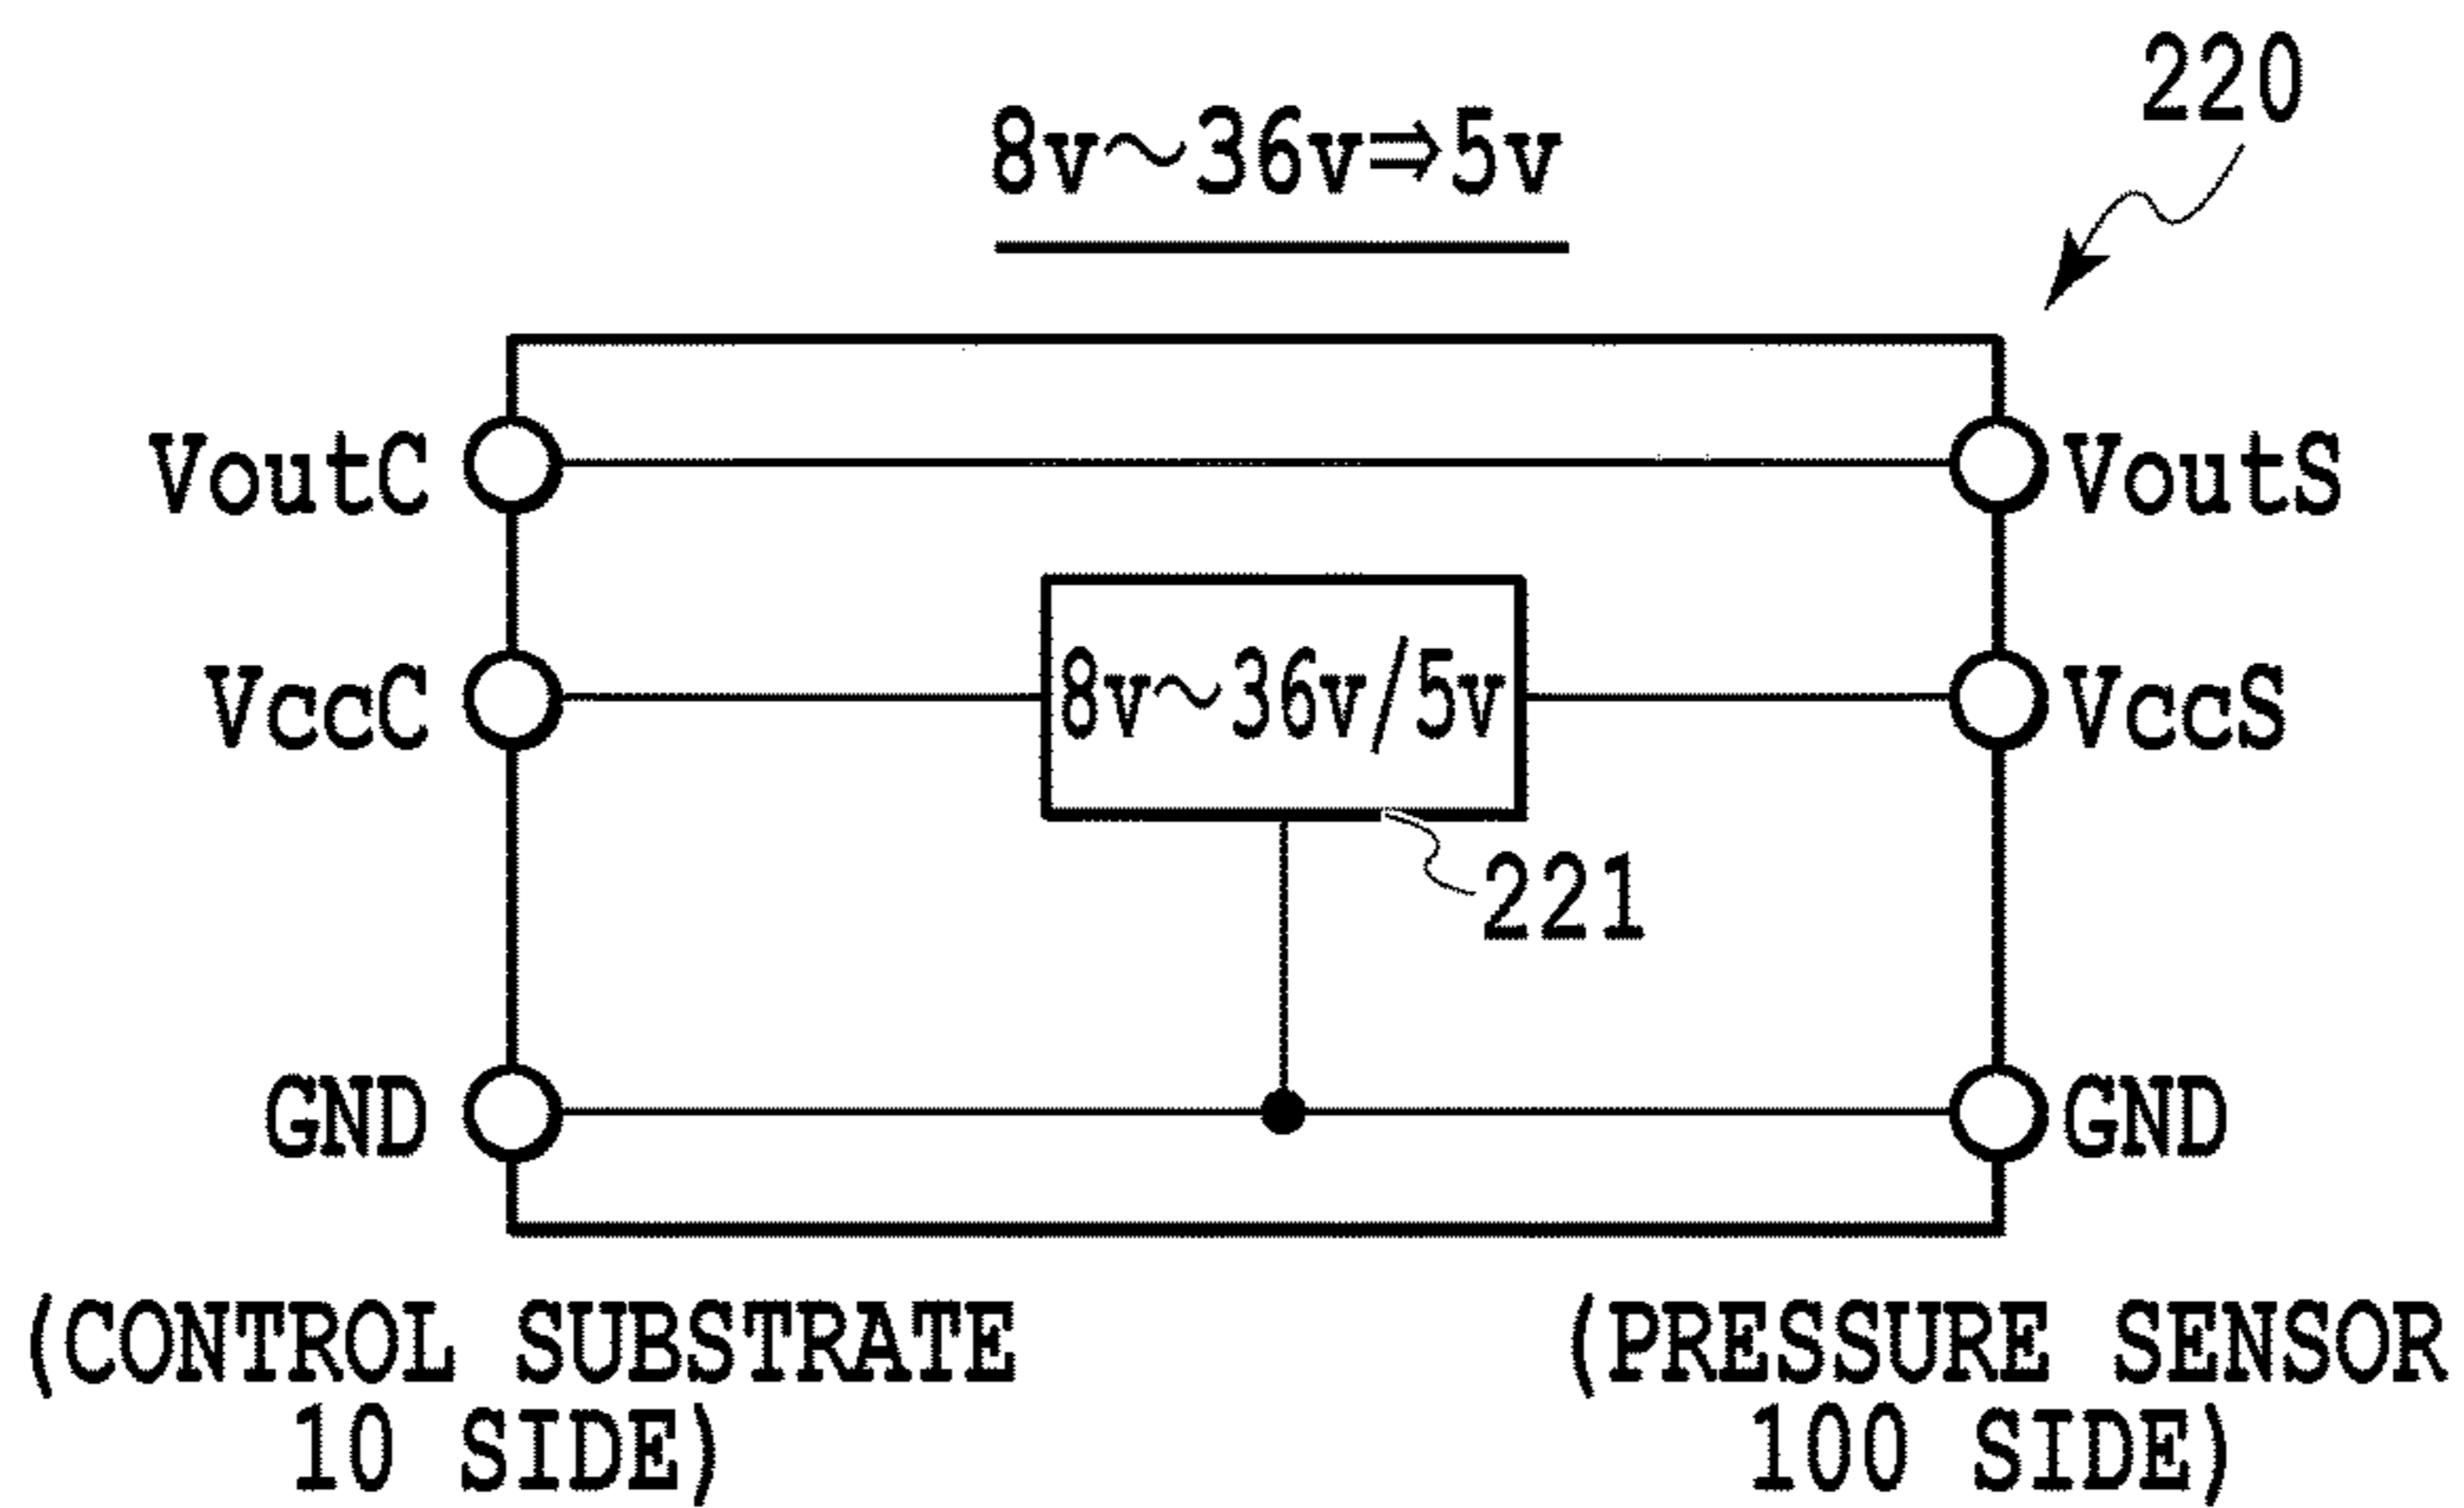 220
8v～36v⇒5v
VoutC
VoutS
VccC
8v～36v/5v
VccS
221
GND
GND
(CONTROL SUBSTRATE
10 SIDE)
(PRESSURE SENSOR
100 SIDE)